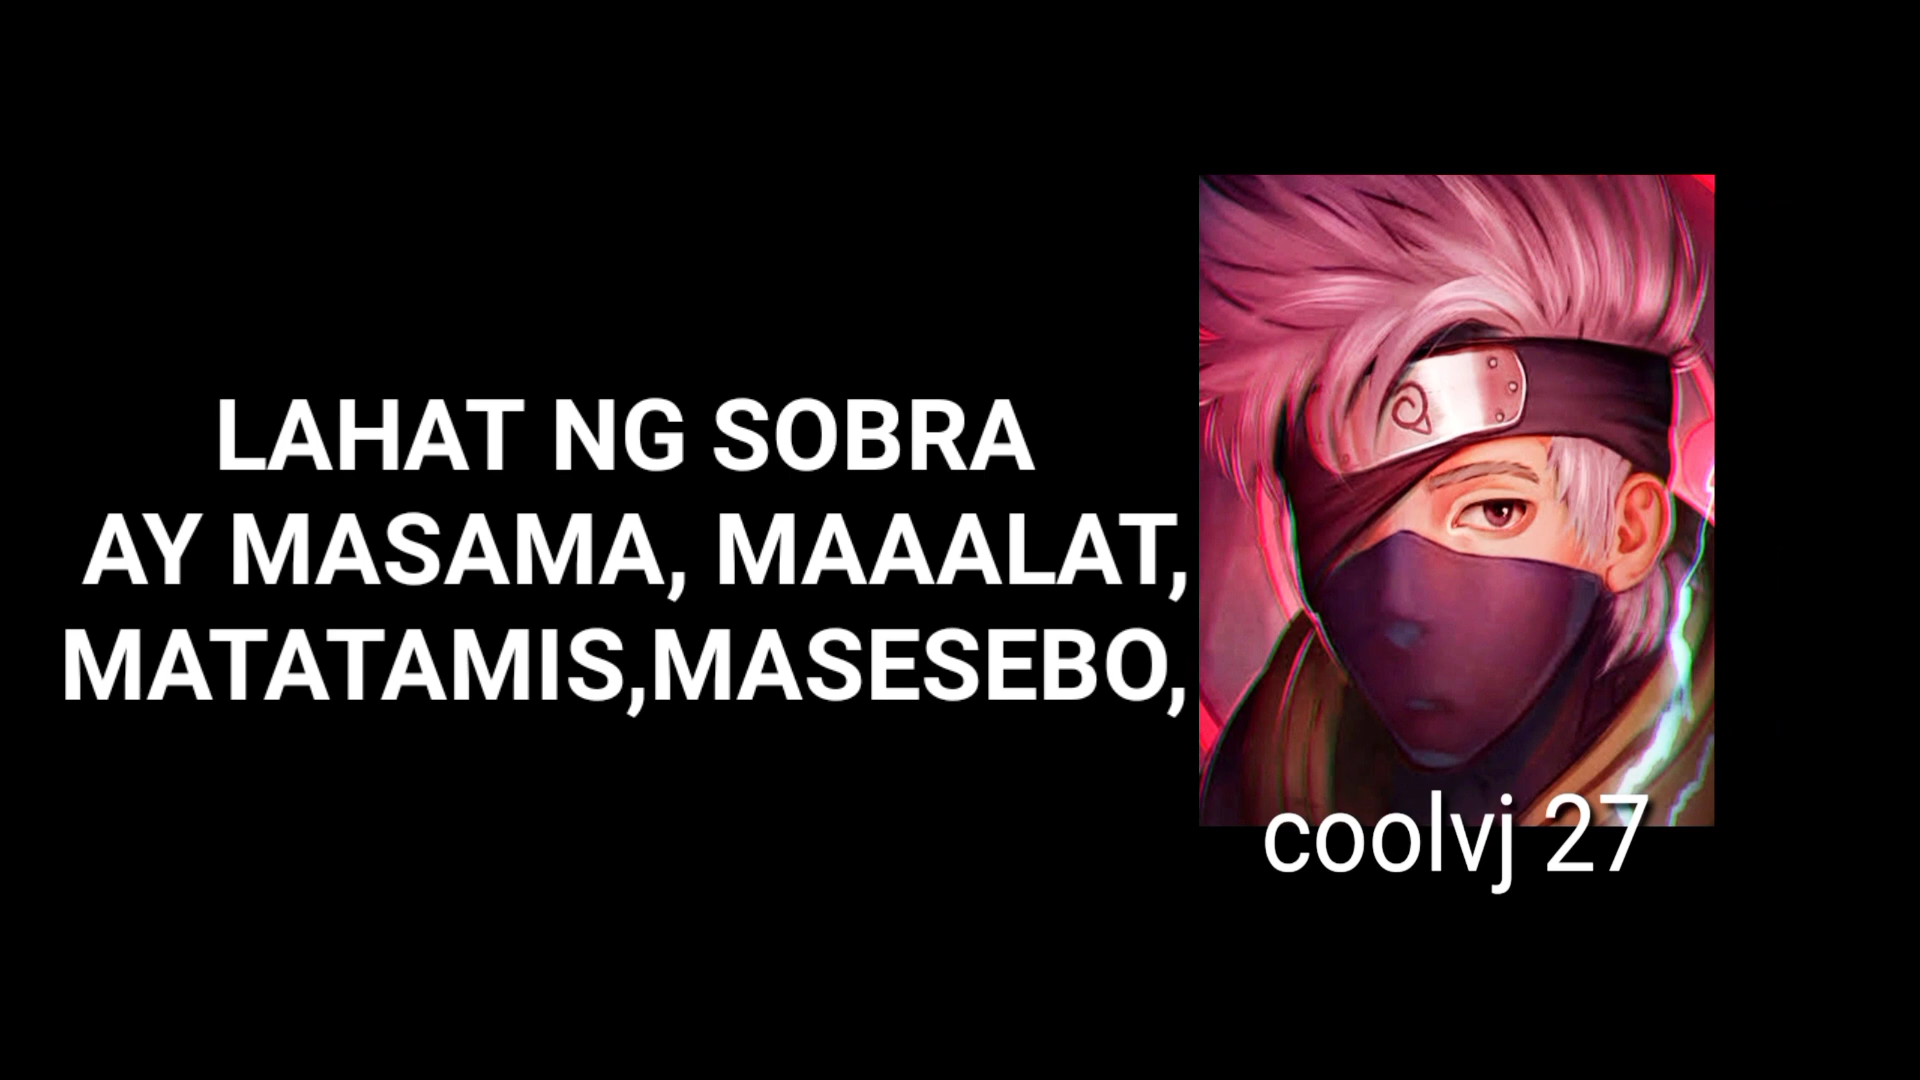 LAHAT NG SOBRA
AY MASAMA, MAAALAT,
MATATAMIS,MASESEBO,
coolvj 27